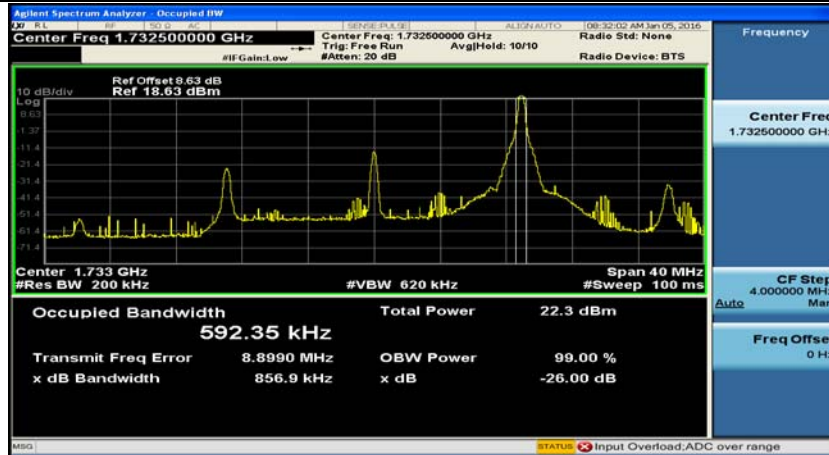 Agilent Spectrum Analyzer - Occupied BW
RL RF 50 Ω AC SENSE:PULSE ALIGN AUTO 08:32:02 AM Jan 05, 2016
Center Freq 1.732500000 GHz
Center Freq: 1.732500000 GHz Radio Std: None
Trig: Free Run Avg|Hold: 10/10
#IFGain:Low #Atten: 20 dB Radio Device: BTS
Frequency
Ref Offset 8.63 dB
10 dB/div Ref 18.63 dBm
Log
8.63
-1.37
-11.4
-21.4
-31.4
-41.4
-51.4
-61.4
-71.4
Center Freq
1.732500000 GHz
Center 1.733 GHz Span 40 MHz
#Res BW 200 kHz #VBW 620 kHz #Sweep 100 ms
CF Step
4.000000 MHz
Auto Man
Occupied Bandwidth Total Power 22.3 dBm
592.35 kHz
Transmit Freq Error 8.8990 MHz OBW Power 99.00 %
x dB Bandwidth 856.9 kHz x dB -26.00 dB
Freq Offset
0 Hz
MSG STATUS Input Overload;ADC over range